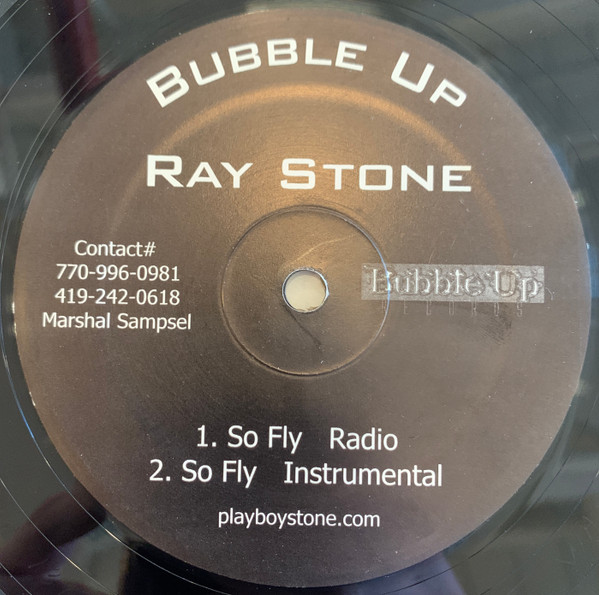 Bubble Up
Ray Stone
Contact#
770-996-0981
419-242-0618
Marshal Sampsel
Bubble Up
1. So Fly Radio
2. So Fly Instrumental
playboystone.com